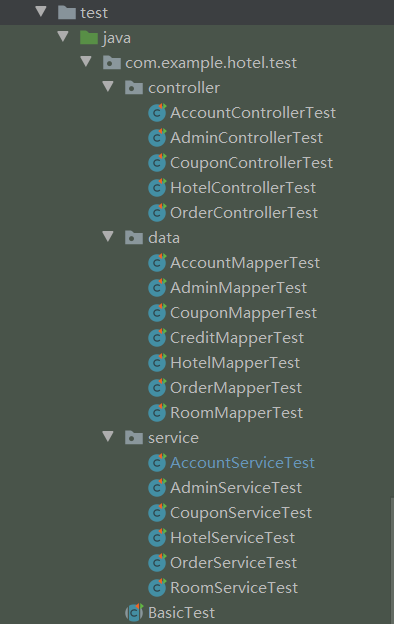 test
java
com.example.hotel.test
controller
AccountControllerTest
AdminControllerTest
CouponControllerTest
HotelControllerTest
OrderControllerTest
data
AccountMapperTest
AdminMapperTest
CouponMapperTest
CreditMapperTest
HotelMapperTest
OrderMapperTest
RoomMapperTest
service
AccountServiceTest
AdminServiceTest
CouponServiceTest
HotelServiceTest
OrderServiceTest
RoomServiceTest
BasicTest